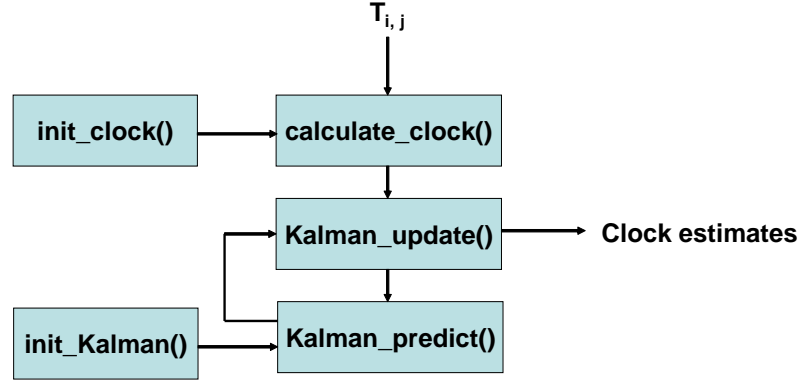 T i, j
init_clock()
calculate_clock()
Kalman_update()
Clock estimates
init_Kalman()
Kalman_predict()